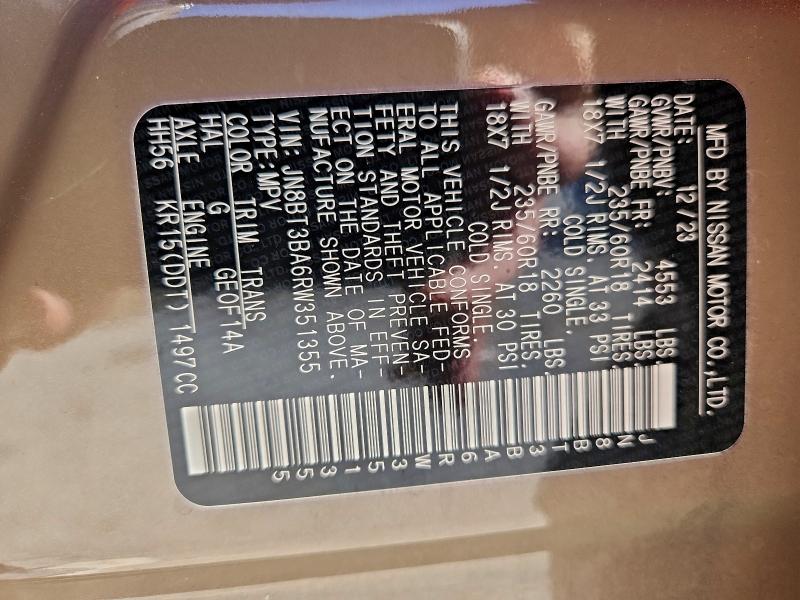 MFD BY NISSAN MOTOR CO.,LTD.
DATE: 12/23
GVWR/PNBV: 4553 LBS
GAWR/PNBE FR: 2414 LBS
WITH 235/60R18 TIRES,
18X7 1/2J RIMS AT 33 PSI
COLD SINGLE,
GAWR/PNBE RR: 2260 LBS
WITH 235/60R18 TIRES,
18X7 1/2J RIMS AT 30 PSI
COLD SINGLE,
THIS VEHICLE CONFORMS
TO ALL APPLICABLE FED-
ERAL MOTOR VEHICLE SA-
FETY AND THEFT PREVEN-
TION STANDARDS IN EFF-
ECT ON THE DATE OF MA-
NUFACTURE SHOWN ABOVE.
VIN: JN8BT3BA6RW351355
TYPE: MPV
COLOR TRIM TRANS
HAL G GE0F14A
AXLE ENGINE
HH56 KR15(DDT) 1497CC
JN8BT3BA6RW351355